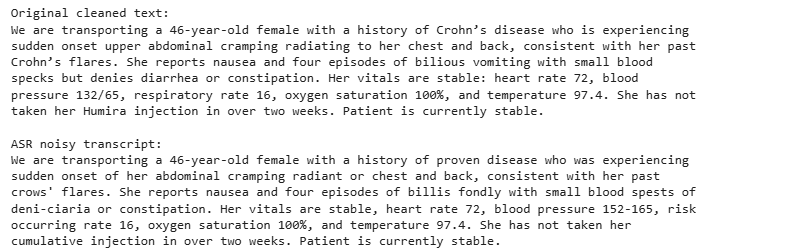 Original cleaned text:
We are transporting a 46-year-old female with a history of Crohn’s disease who is experiencing
sudden onset upper abdominal cramping radiating to her chest and back, consistent with her past
Crohn’s flares. She reports nausea and four episodes of bilious vomiting with small blood
specks but denies diarrhea or constipation. Her vitals are stable: heart rate 72, blood
pressure 132/65, respiratory rate 16, oxygen saturation 100%, and temperature 97.4. She has not
taken her Humira injection in over two weeks. Patient is currently stable.
ASR noisy transcript:
We are transporting a 46-year-old female with a history of proven disease who was experiencing
sudden onset of her abdominal cramping radiant or chest and back, consistent with her past
crows' flares. She reports nausea and four episodes of billis fondly with small blood spests of
deni-ciaria or constipation. Her vitals are stable, heart rate 72, blood pressure 152-165, risk
occurring rate 16, oxygen saturation 100%, and temperature 97.4. She has not taken her
cumulative injection in over two weeks. Patient is currently stable.